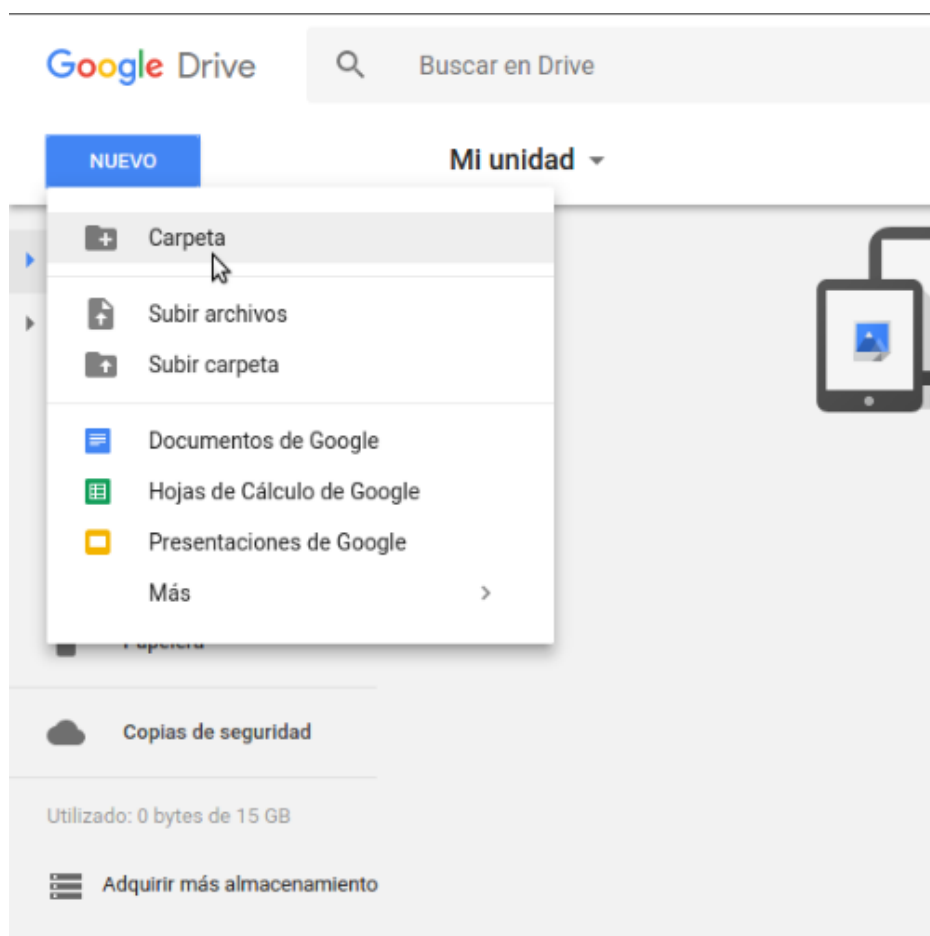 Google Drive
Buscar en Drive
NUEVO
Mi unidad
Carpeta
Subir archivos
Subir carpeta
Documentos de Google
Hojas de Cálculo de Google
Presentaciones de Google
Más
Papelera
Copias de seguridad
Utilizado: 0 bytes de 15 GB
Adquirir más almacenamiento